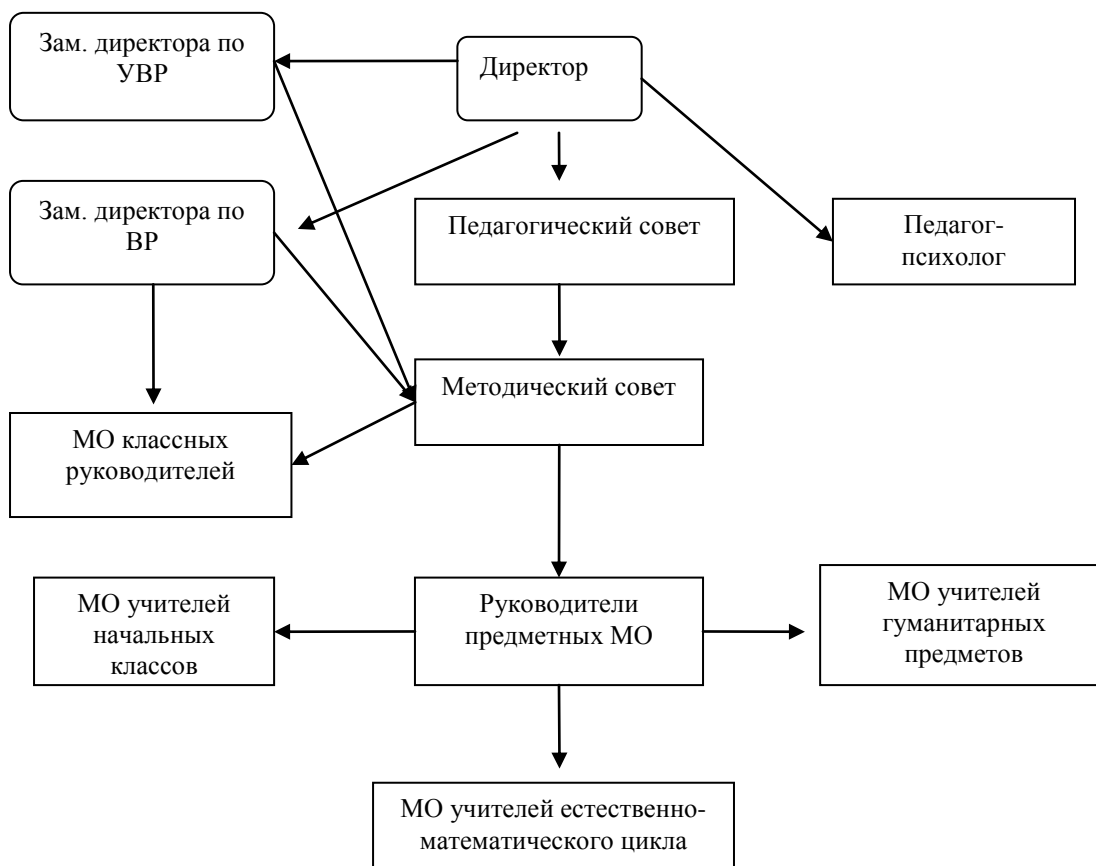 Зам. директора по
УВР
Директор
Зам. директора по
ВР
Педагогический совет
Педагог-
психолог
Методический совет
МО классных
руководителей
МО учителей
начальных
классов
Руководители
предметных МО
МО учителей
гуманитарных
предметов
МО учителей естественно-
математического цикла